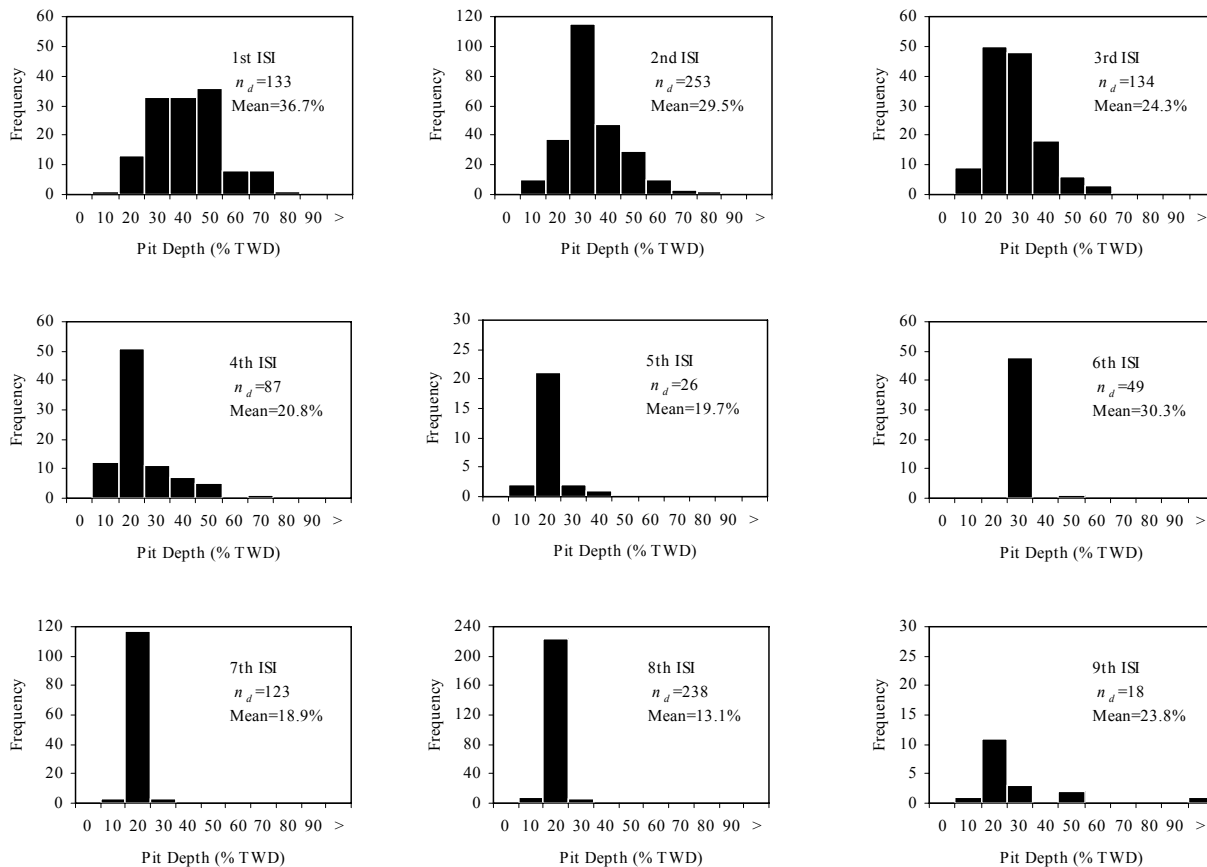 60
50
40
30
20
10
0
Frequency
1st ISI
n d =133
Mean=36.7%
0 10 20 30 40 50 60 70 80 90 >
Pit Depth (% TWD)
120
100
80
60
40
20
0
Frequency
2nd ISI
n d =253
Mean=29.5%
0 10 20 30 40 50 60 70 80 90 >
Pit Depth (% TWD)
60
50
40
30
20
10
0
Frequency
3rd ISI
n d =134
Mean=24.3%
0 10 20 30 40 50 60 70 80 90 >
Pit Depth (% TWD)
60
50
40
30
20
10
0
Frequency
4th ISI
n d =87
Mean=20.8%
0 10 20 30 40 50 60 70 80 90 >
Pit Depth (% TWD)
30
25
20
15
10
5
0
Frequency
5th ISI
n d =26
Mean=19.7%
0 10 20 30 40 50 60 70 80 90 >
Pit Depth (% TWD)
60
50
40
30
20
10
0
Frequency
6th ISI
n d =49
Mean=30.3%
0 10 20 30 40 50 60 70 80 90 >
Pit Depth (% TWD)
120
100
80
60
40
20
0
Frequency
7th ISI
n d =123
Mean=18.9%
0 10 20 30 40 50 60 70 80 90 >
Pit Depth (% TWD)
240
200
160
120
80
40
0
Frequency
8th ISI
n d =238
Mean=13.1%
0 10 20 30 40 50 60 70 80 90 >
Pit Depth (% TWD)
30
25
20
15
10
5
0
Frequency
9th ISI
n d =18
Mean=23.8%
0 10 20 30 40 50 60 70 80 90 >
Pit Depth (% TWD)